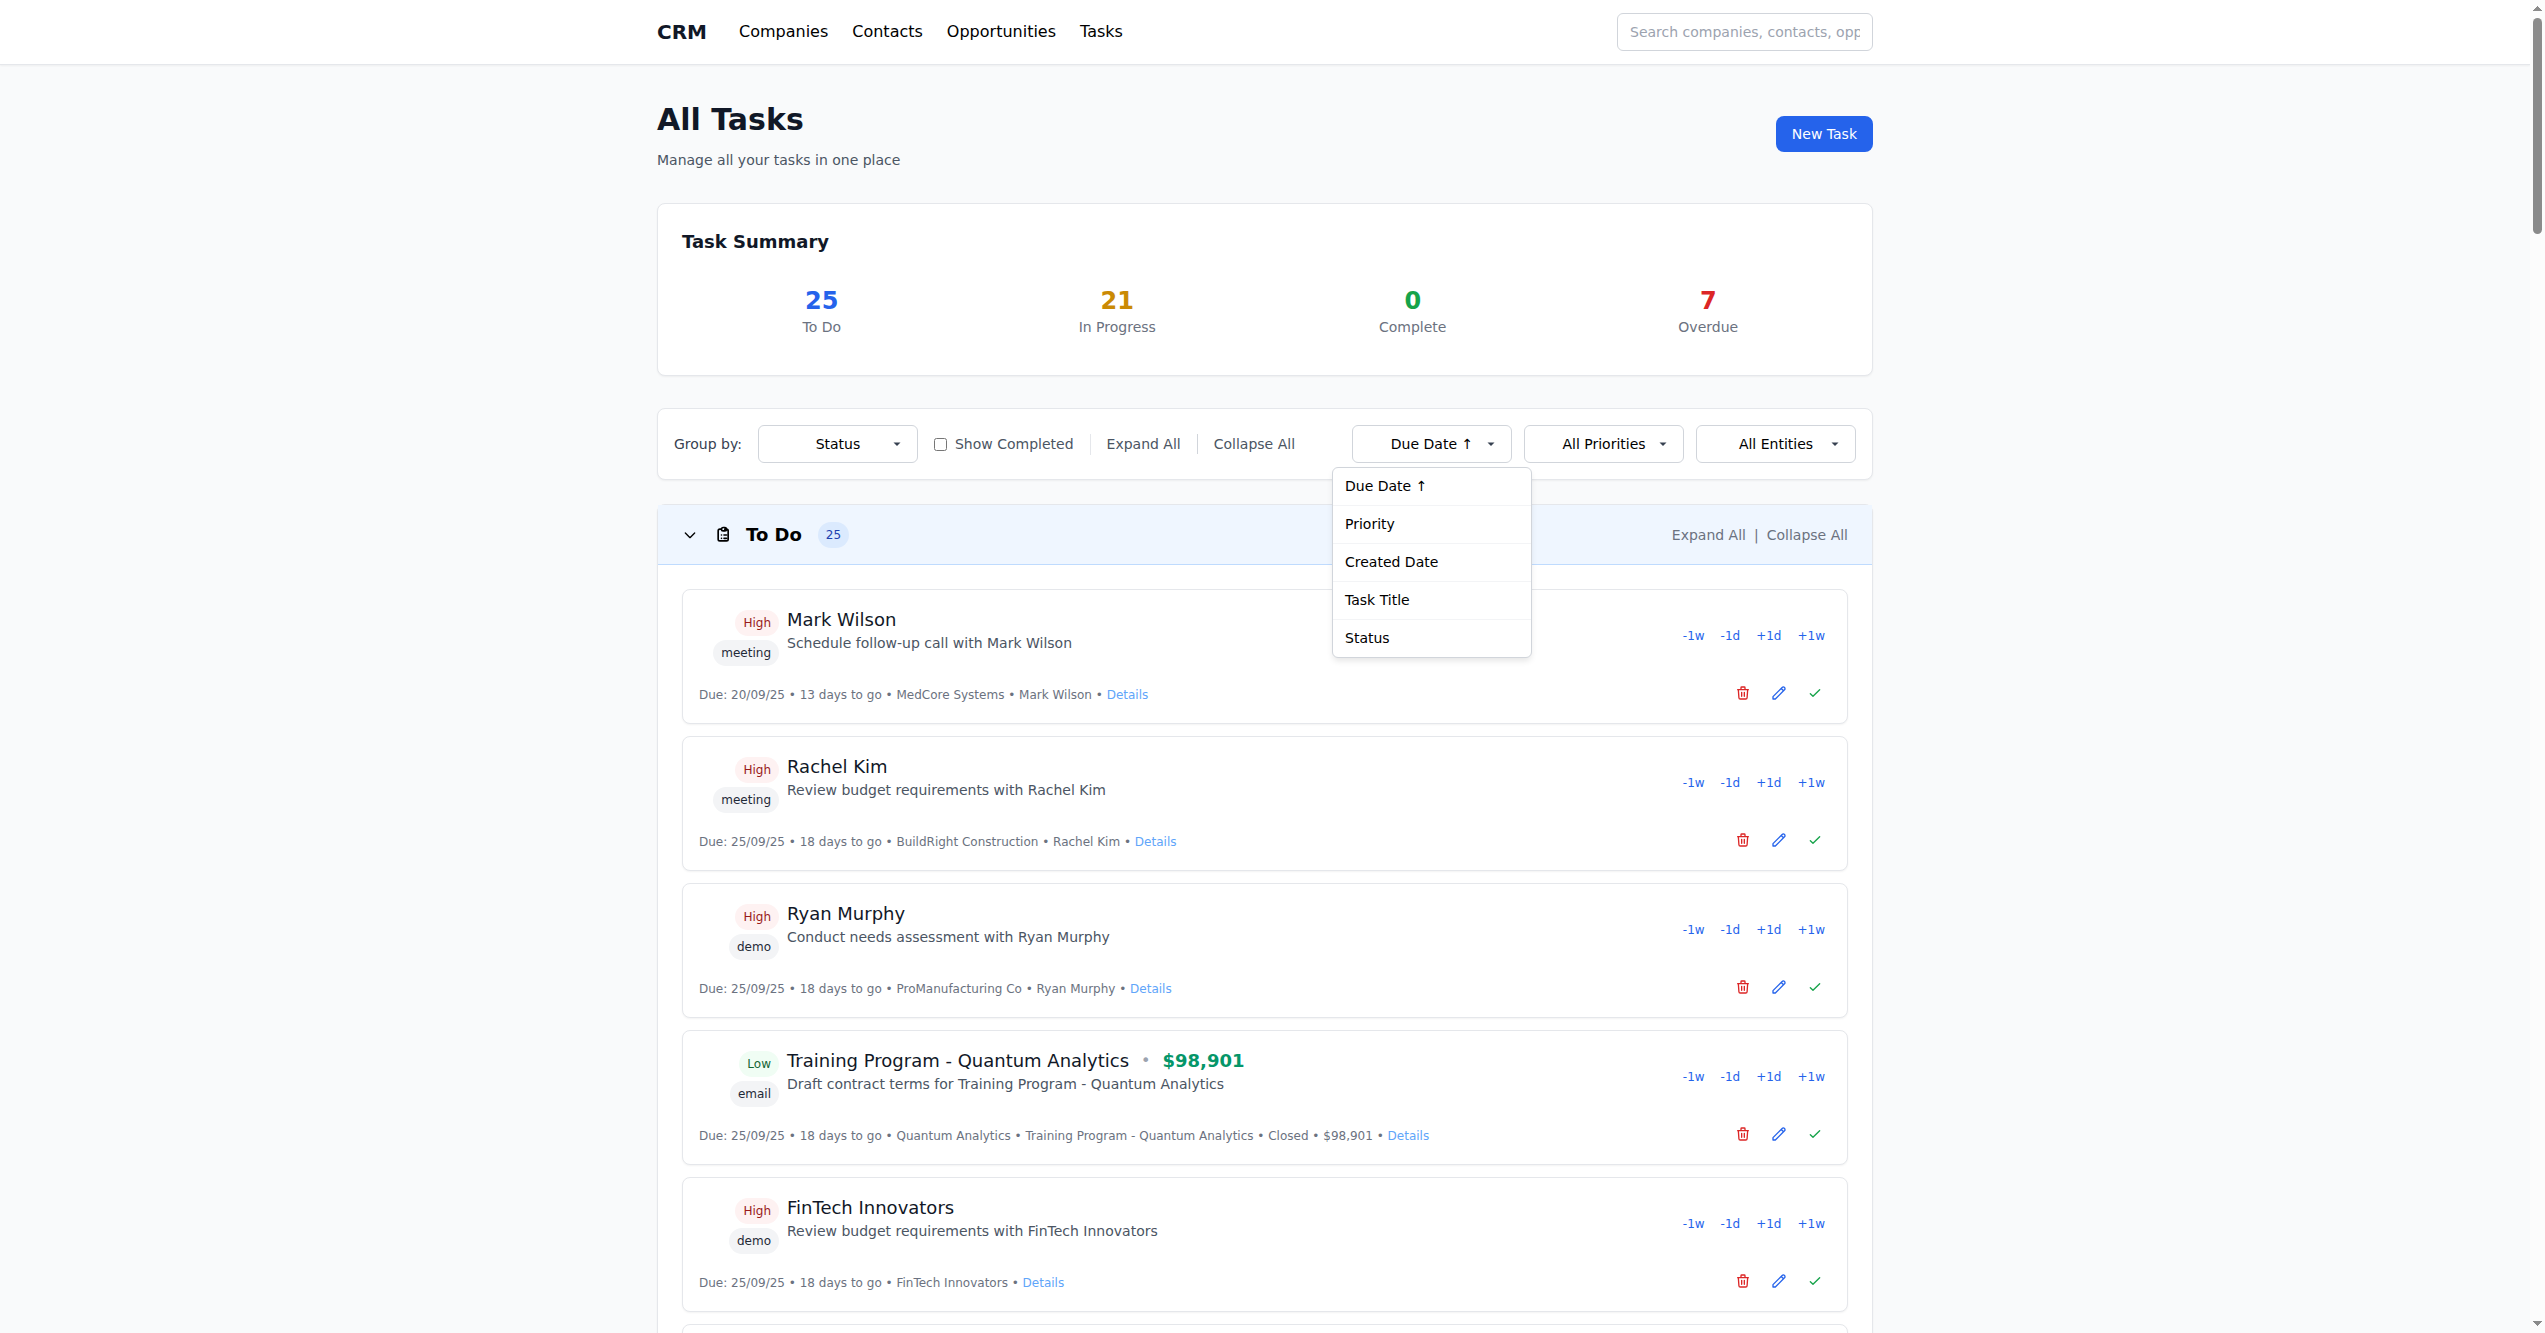 CRM Companies Contacts Opportunities Tasks Search companies, contacts, opp
All Tasks
Manage all your tasks in one place
New Task
Task Summary
25 21 0 7
To Do In Progress Complete Overdue
Group by: Status Show Completed Expand All Collapse All Due Date ↑ All Priorities All Entities
Due Date ↑
Priority
Created Date
Task Title
Status
To Do 25 Expand All | Collapse All
High Mark Wilson
meeting Schedule follow-up call with Mark Wilson
-1w -1d +1d +1w
Due: 20/09/25 • 13 days to go • MedCore Systems • Mark Wilson • Details
High Rachel Kim
meeting Review budget requirements with Rachel Kim
-1w -1d +1d +1w
Due: 25/09/25 • 18 days to go • BuildRight Construction • Rachel Kim • Details
High Ryan Murphy
demo Conduct needs assessment with Ryan Murphy
-1w -1d +1d +1w
Due: 25/09/25 • 18 days to go • ProManufacturing Co • Ryan Murphy • Details
Low Training Program - Quantum Analytics • $98,901
email Draft contract terms for Training Program - Quantum Analytics
-1w -1d +1d +1w
Due: 25/09/25 • 18 days to go • Quantum Analytics • Training Program - Quantum Analytics • Closed • $98,901 • Details
High FinTech Innovators
demo Review budget requirements with FinTech Innovators
-1w -1d +1d +1w
Due: 25/09/25 • 18 days to go • FinTech Innovators • Details